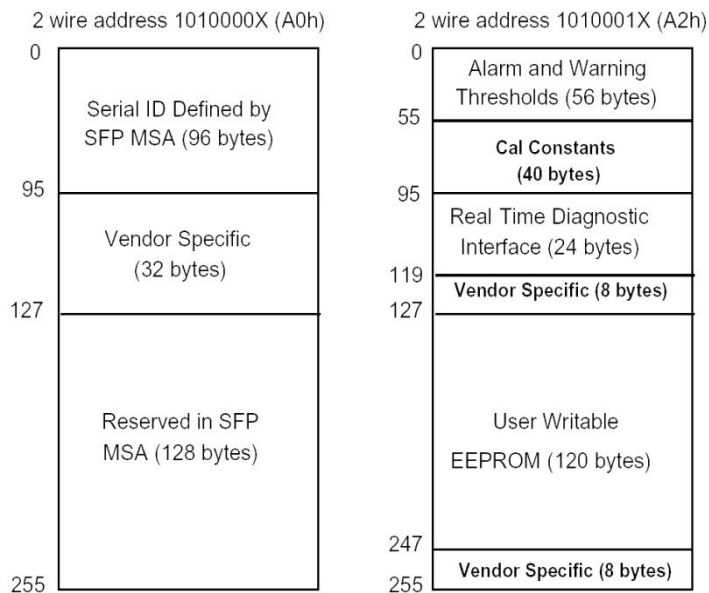 2 wire address 1010000X (A0h)
0
Serial ID Defined by
SFP MSA (96 bytes)
95
Vendor Specific
(32 bytes)
127
Reserved in SFP
MSA (128 bytes)
255
2 wire address 1010001X (A2h)
0
Alarm and Warning
Thresholds (56 bytes)
55
Cal Constants
(40 bytes)
95
Real Time Diagnostic
Interface (24 bytes)
119
Vendor Specific (8 bytes)
127
User Writable
EEPROM (120 bytes)
247
Vendor Specific (8 bytes)
255